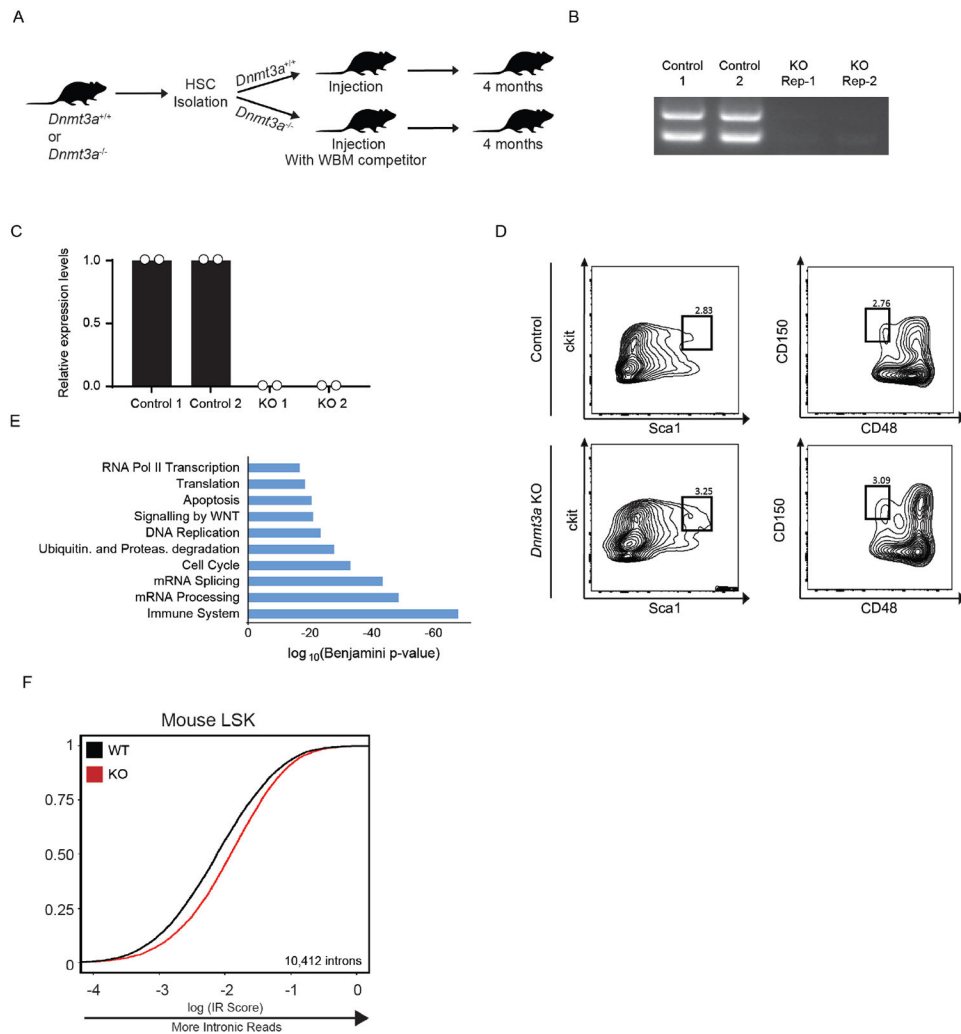 A
Dnmt3a+/+
or
Dnmt3a-/-
HSC
Isolation
Dnmt3a+/+
Dnmt3a-/-
Injection
4 months
Injection
With WBM competitor
4 months
B
Control
1
Control
2
KO
Rep-1
KO
Rep-2
C
Relative expression levels
1.0
0.5
0.0
Control 1
Control 2
KO 1
KO 2
D
Control
ckit
2.83
Sca1
CD150
2.76
CD48
Dnmt3a KO
ckit
3.25
Sca1
CD150
3.09
CD48
E
RNA Pol II Transcription
Translation
Apoptosis
Signalling by WNT
DNA Replication
Ubiquitin. and Proteas. degradation
Cell Cycle
mRNA Splicing
mRNA Processing
Immune System
0 -20 -40 -60
log10(Benjamini p-value)
F
Mouse LSK
WT
KO
1
0.75
0.50
0.25
0
10,412 introns
-4 -3 -2 -1 0
log (IR Score)
More Intronic Reads